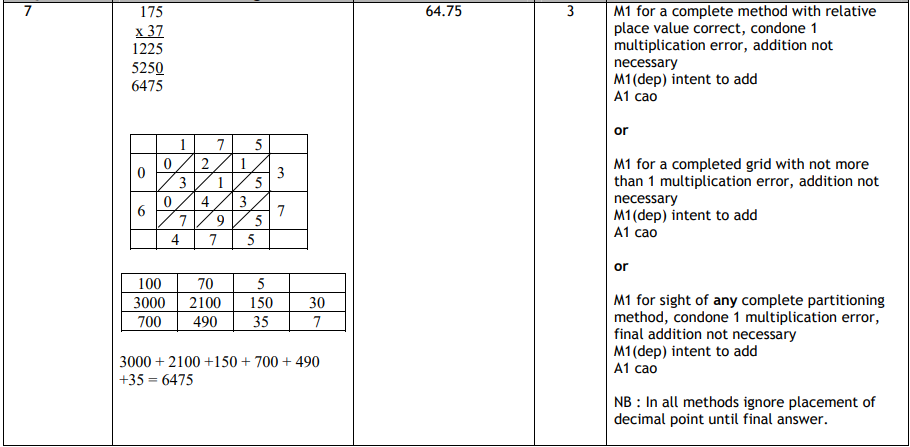 7
175
x 37
1225
5250
6475
1 7 5
0 0 2 1 3
3 1 5
6 0 4 3 7
7 9 5
4 7 5
100 70 5
3000 2100 150 30
700 490 35 7
3000 + 2100 +150 + 700 + 490
+35 = 6475
64.75
3
M1 for a complete method with relative
place value correct, condone 1
multiplication error, addition not
necessary
M1(dep) intent to add
A1 cao
or
M1 for a completed grid with not more
than 1 multiplication error, addition not
necessary
M1(dep) intent to add
A1 cao
or
M1 for sight of any complete partitioning
method, condone 1 multiplication error,
final addition not necessary
M1(dep) intent to add
A1 cao
NB : In all methods ignore placement of
decimal point until final answer.